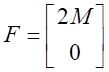 F = [ 2M
0 ]